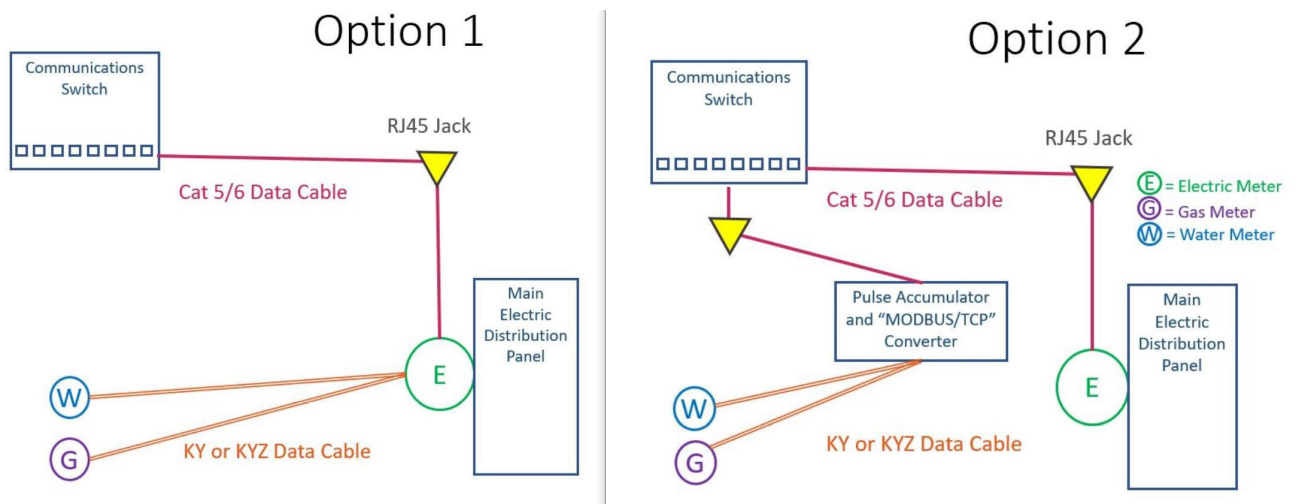 Option 1
Communications
Switch
RJ45 Jack
Cat 5/6 Data Cable
Main
Electric
Distribution
Panel
E
W
G
KY or KYZ Data Cable
Option 2
Communications
Switch
RJ45 Jack
Cat 5/6 Data Cable
E = Electric Meter
G = Gas Meter
W = Water Meter
Pulse Accumulator
and “MODBUS/TCP”
Converter
Main
Electric
Distribution
Panel
E
W
G
KY or KYZ Data Cable